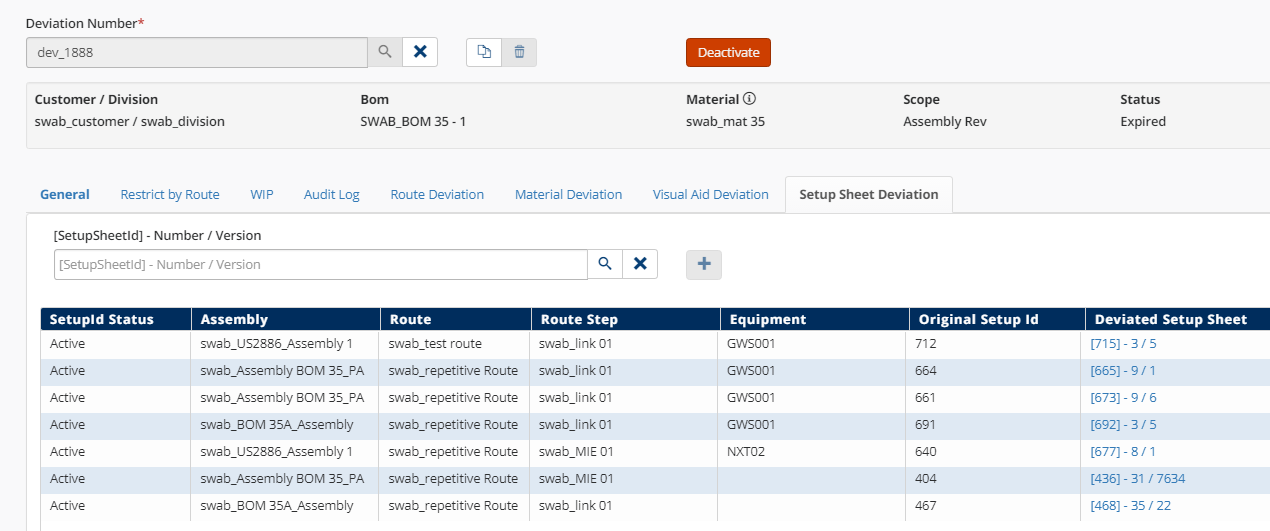 Deviation Number*
dev_1888
Deactivate
Customer / Division Bom Material Scope Status
swab_customer / swab_division SWAB_BOM 35 - 1 swab_mat 35 Assembly Rev Expired
General Restrict by Route WIP Audit Log Route Deviation Material Deviation Visual Aid Deviation Setup Sheet Deviation
[SetupSheetId] - Number / Version
[SetupSheetId] - Number / Version
SetupId Status Assembly Route Route Step Equipment Original Setup Id Deviated Setup Sheet
Active swab_US2886_Assembly 1 swab_test route swab_link 01 GWS001 712 [715] - 3 / 5
Active swab_Assembly BOM 35_PA swab_repetitive Route swab_link 01 GWS001 664 [665] - 9 / 1
Active swab_Assembly BOM 35_PA swab_repetitive Route swab_link 01 GWS001 661 [673] - 9 / 6
Active swab_BOM 35A_Assembly swab_repetitive Route swab_link 01 GWS001 691 [692] - 3 / 5
Active swab_US2886_Assembly 1 swab_repetitive Route swab_MIE 01 NXT02 640 [677] - 8 / 1
Active swab_Assembly BOM 35_PA swab_repetitive Route swab_MIE 01 404 [436] - 31 / 7634
Active swab_BOM 35A_Assembly swab_repetitive Route swab_link 01 467 [468] - 35 / 22